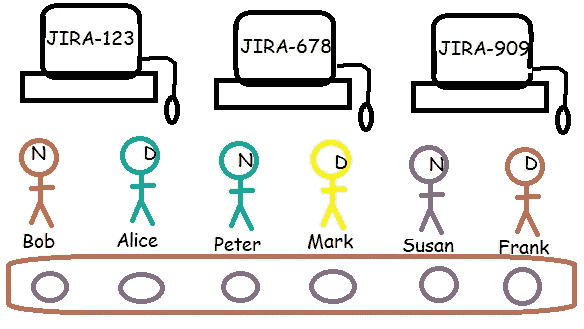 JIRA-123
JIRA-678
JIRA-909
N
D
N
D
N
D
Bob
Alice
Peter
Mark
Susan
Frank